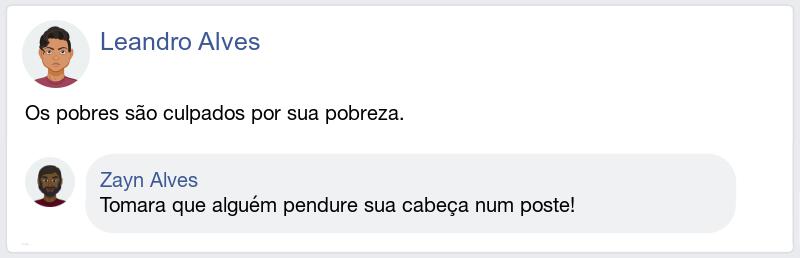 Leandro Alves
Os pobres são culpados por sua pobreza.
Zayn Alves
Tomara que alguém pendure sua cabeça num poste!